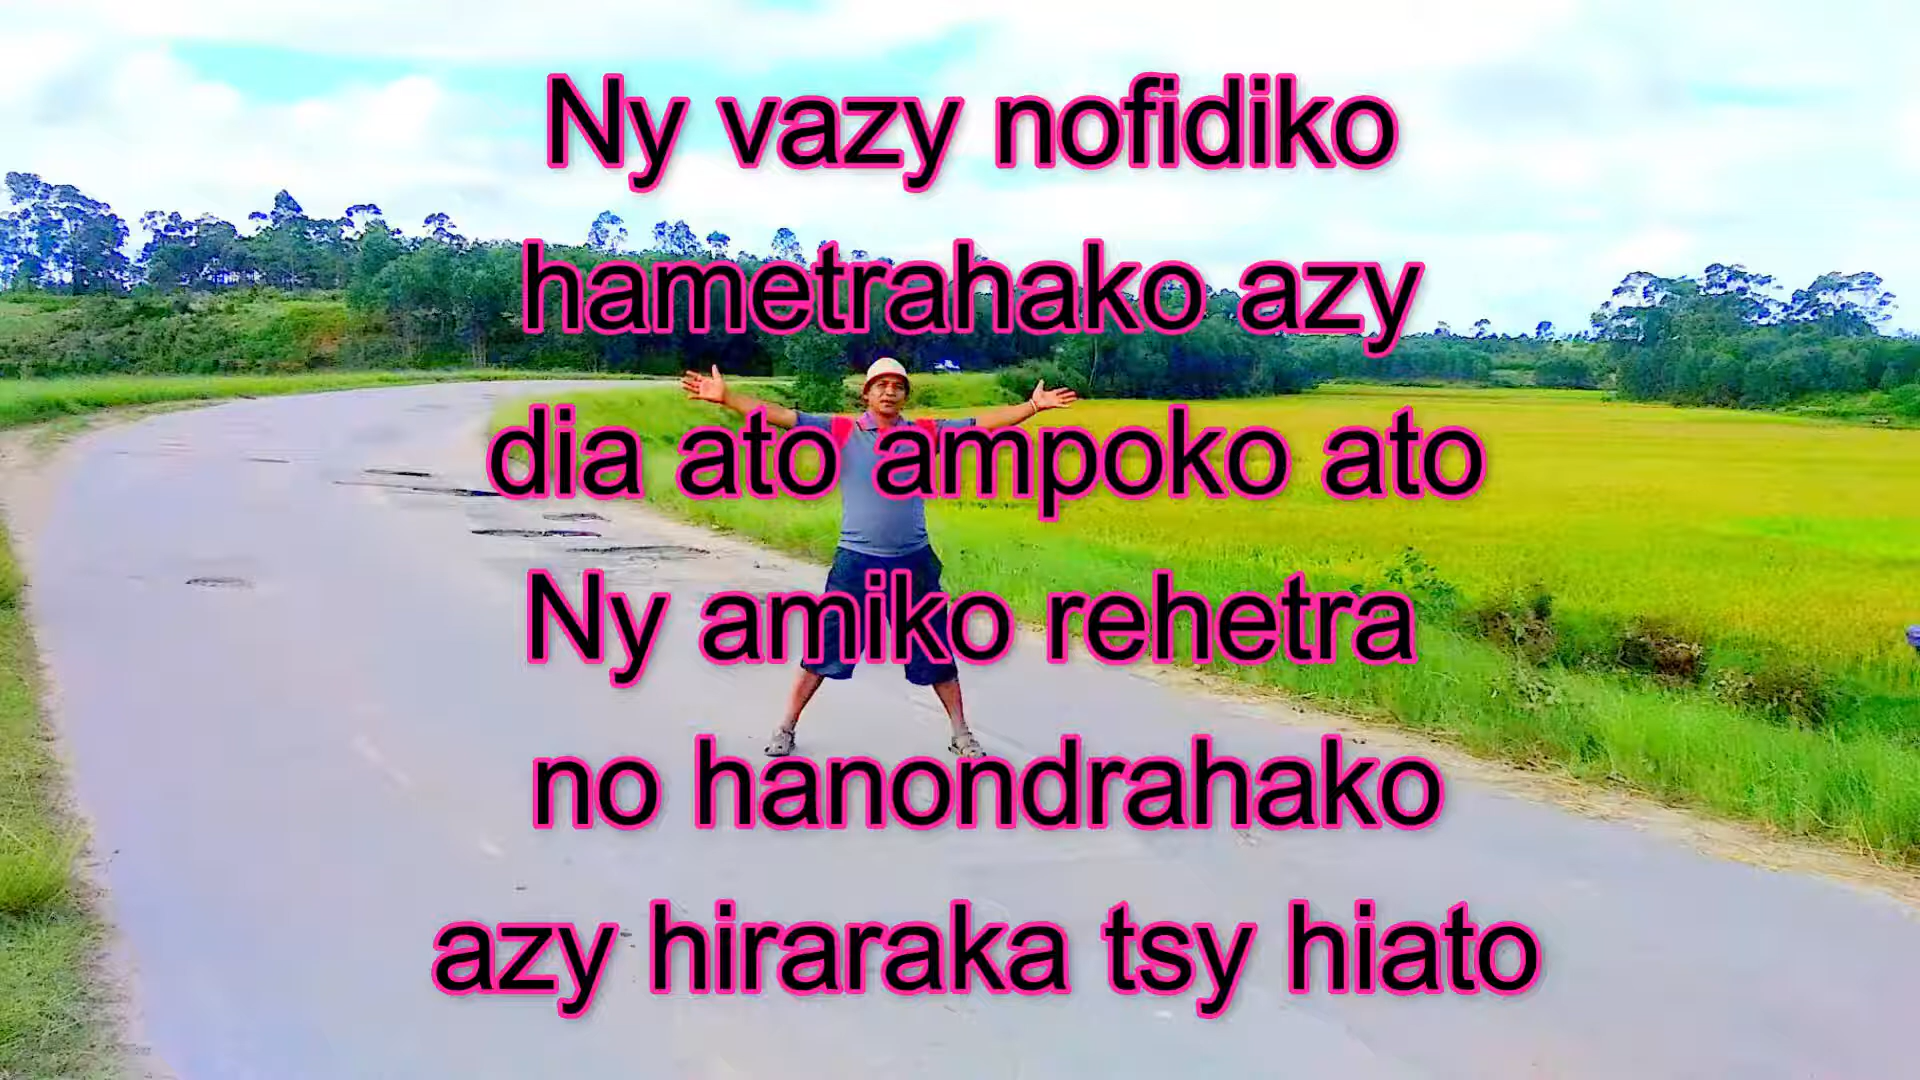 Ny vazy nofidiko
hametrahako azy
dia ato ampoko ato
Ny amiko rehetra
no hanondrahako
azy hiraraka tsy hiato